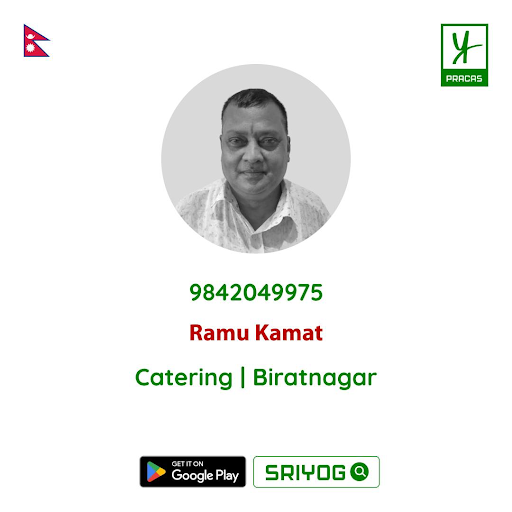 PRACAS
9842049975
Ramu Kamat
Catering | Biratnagar
GET IT ON
Google Play
SRIYOG